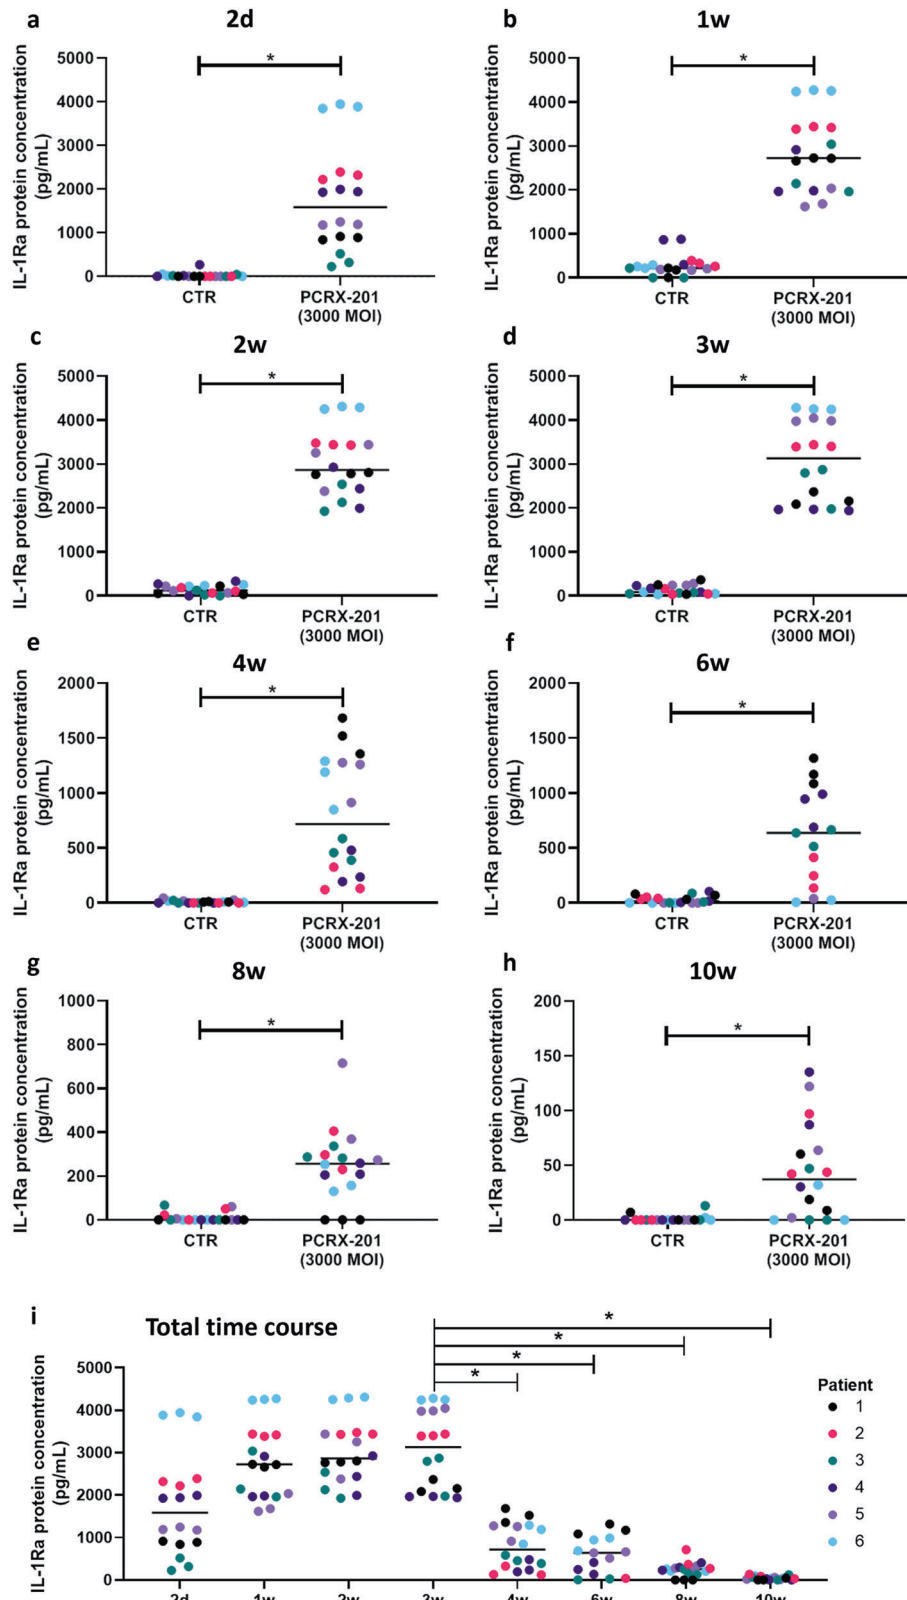 a
2d
5000
4000
3000
2000
1000
0
IL-1Ra protein concentration
(pg/mL)
*
CTR
PCRX-201
(3000 MOI)
b
1w
5000
4000
3000
2000
1000
0
IL-1Ra protein concentration
(pg/mL)
*
CTR
PCRX-201
(3000 MOI)
c
2w
5000
4000
3000
2000
1000
0
IL-1Ra protein concentration
(pg/mL)
*
CTR
PCRX-201
(3000 MOI)
d
3w
5000
4000
3000
2000
1000
0
IL-1Ra protein concentration
(pg/mL)
*
CTR
PCRX-201
(3000 MOI)
e
4w
2000
1500
1000
500
0
IL-1Ra protein concentration
(pg/mL)
*
CTR
PCRX-201
(3000 MOI)
f
6w
2000
1500
1000
500
0
IL-1Ra protein concentration
(pg/mL)
*
CTR
PCRX-201
(3000 MOI)
g
8w
1000
800
600
400
200
0
IL-1Ra protein concentration
(pg/mL)
*
CTR
PCRX-201
(3000 MOI)
h
10w
200
150
100
50
0
IL-1Ra protein concentration
(pg/mL)
*
CTR
PCRX-201
(3000 MOI)
i
Total time course
*
*
*
*
5000
4000
3000
2000
1000
0
IL-1Ra protein concentration
(pg/mL)
Patient
1
2
3
4
5
6
2d 1w 2w 3w 4w 6w 8w 10w